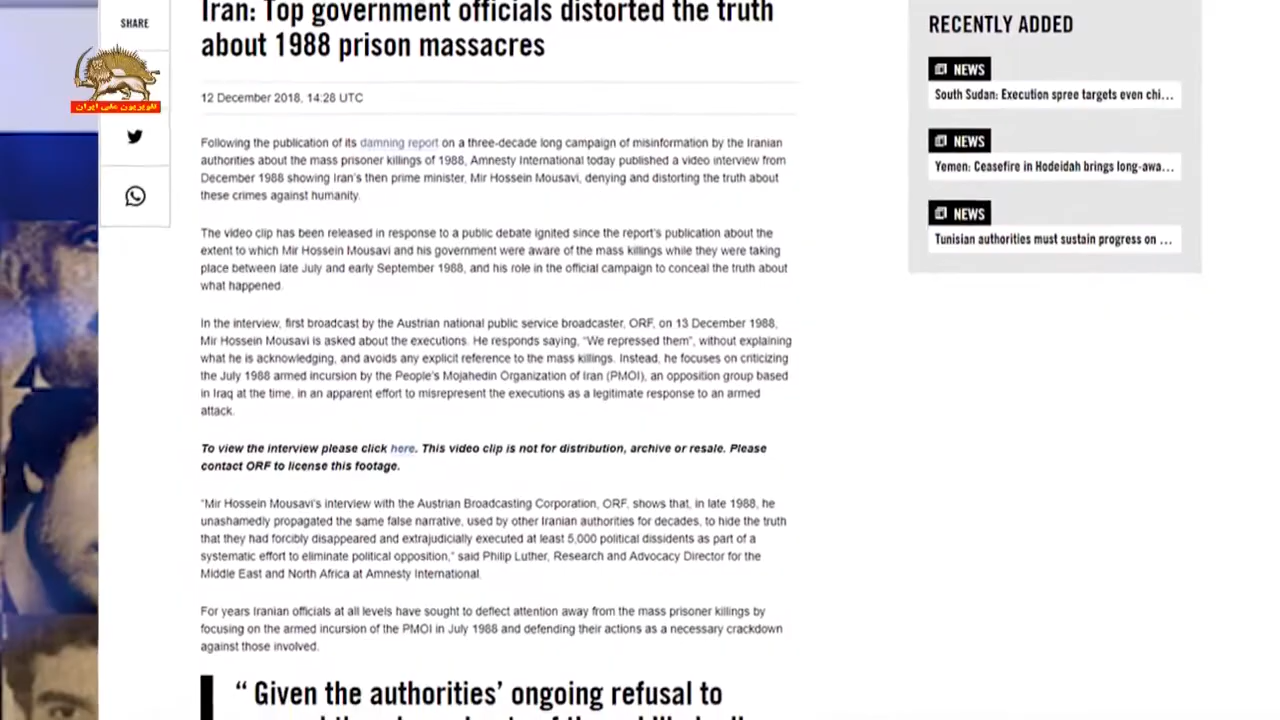 Iran: Top government officials distorted the truth
about 1988 prison massacres
SHARE
تلویزیون ملی ایران
12 December 2018, 14:28 UTC
Following the publication of its damning report on a three-decade long campaign of misinformation by the Iranian
authorities about the mass prisoner killings of 1988, Amnesty International today published a video interview from
December 1988 showing Iran's then prime minister, Mir Hossein Mousavi, denying and distorting the truth about
these crimes against humanity.
The video clip has been released in response to a public debate ignited since the report's publication about the
extent to which Mir Hossein Mousavi and his government were aware of the mass killings while they were taking
place between late July and early September 1988, and his role in the official campaign to conceal the truth about
what happened.
In the interview, first broadcast by the Austrian national public service broadcaster, ORF, on 13 December 1988,
Mir Hossein Mousavi is asked about the executions. He responds saying, "We repressed them", without explaining
what he is acknowledging, and avoids any explicit reference to the mass killings. Instead, he focuses on criticizing
the July 1988 armed incursion by the People's Mojahedin Organization of Iran (PMOI), an opposition group based
in Iraq at the time, in an apparent effort to misrepresent the executions as a legitimate response to an armed
attack.
To view the interview please click here. This video clip is not for distribution, archive or resale. Please
contact ORF to license this footage.
"Mir Hossein Mousavi's interview with the Austrian Broadcasting Corporation, ORF, shows that, in late 1988, he
unashamedly propagated the same false narrative, used by other Iranian authorities for decades, to hide the truth
that they had forcibly disappeared and extrajudicially executed at least 5,000 political dissidents as part of a
systematic effort to eliminate political opposition," said Philip Luther, Research and Advocacy Director for the
Middle East and North Africa at Amnesty International.
For years Iranian officials at all levels have sought to deflect attention away from the mass prisoner killings by
focusing on the armed incursion of the PMOI in July 1988 and defending their actions as a necessary crackdown
against those involved.
“ Given the authorities’ ongoing refusal to
RECENTLY ADDED
NEWS
South Sudan: Execution spree targets even chi...
NEWS
Yemen: Ceasefire in Hodeidah brings long-awa...
NEWS
Tunisian authorities must sustain progress on ...